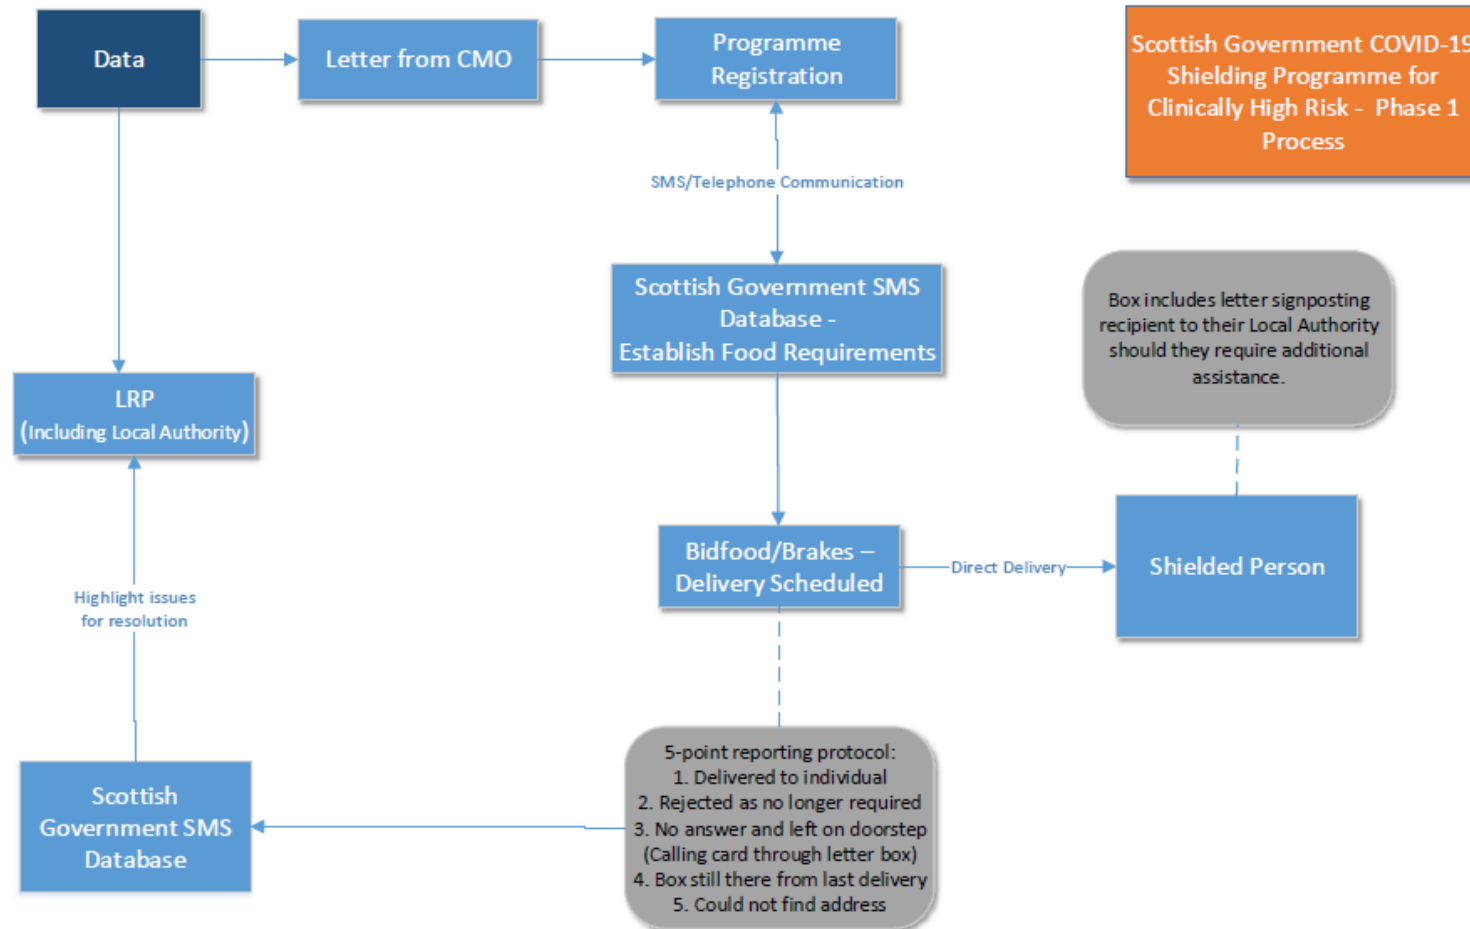 Data
Letter from CMO
Programme
Registration
Scottish Government COVID-19
Shielding Programme for
Clinically High Risk -  Phase 1
Process
SMS/Telephone Communication
Scottish Government SMS
Database -
Establish Food Requirements
Box includes letter signposting
recipient to their Local Authority
should they require additional
assistance.
LRP
(Including Local Authority)
Bidfood/Brakes –
Delivery Scheduled
Direct Delivery
Shielded Person
Highlight issues
for resolution
5-point reporting protocol:
1. Delivered to individual
2. Rejected as no longer required
3. No answer and left on doorstep
(Calling card through letter box)
4. Box still there from last delivery
5. Could not find address
Scottish
Government SMS
Database